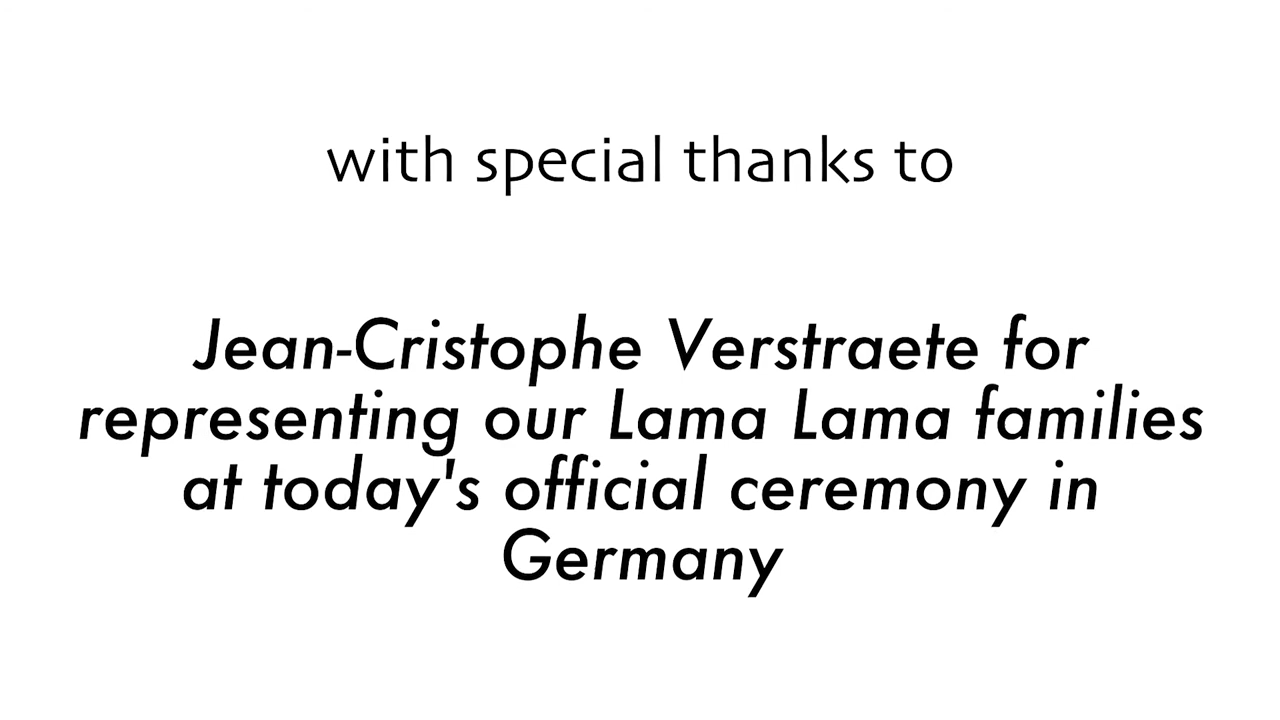 with special thanks to
Jean-Cristophe Verstraete for
representing our Lama Lama families
at today's official ceremony in
Germany